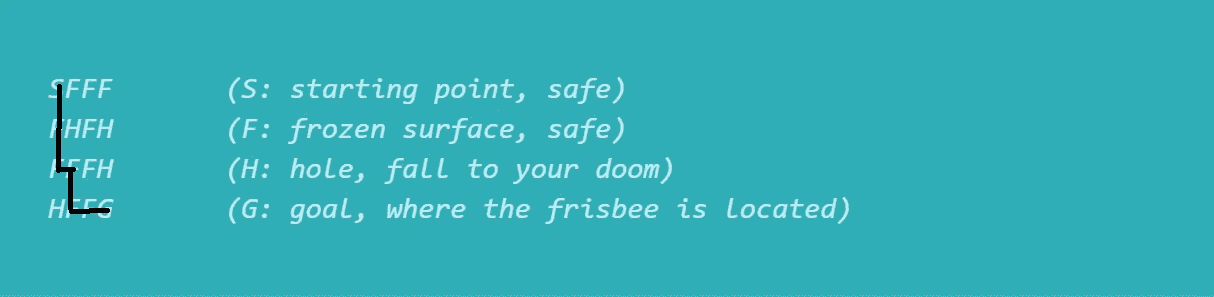 SFFF (S: starting point, safe)
FHFH (F: frozen surface, safe)
FFFH (H: hole, fall to your doom)
HFFG (G: goal, where the frisbee is located)